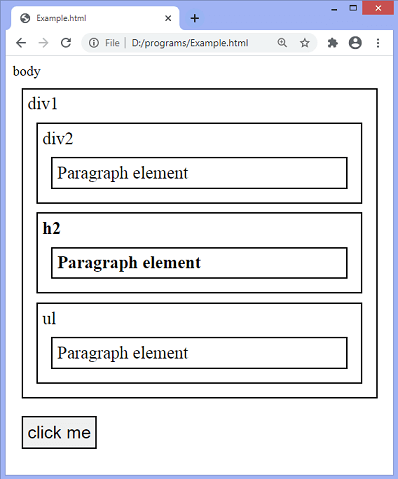 Example.html
File | D:/programs/Example.html
body
div1
div2
Paragraph element
h2
Paragraph element
ul
Paragraph element
click me